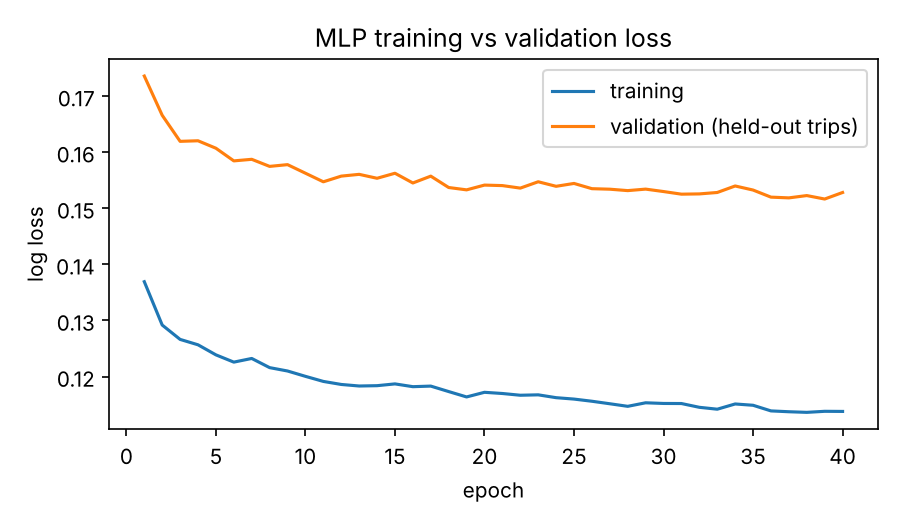 MLP training vs validation loss
training
validation (held-out trips)
log loss
0.17
0.16
0.15
0.14
0.13
0.12
0 5 10 15 20 25 30 35 40
epoch